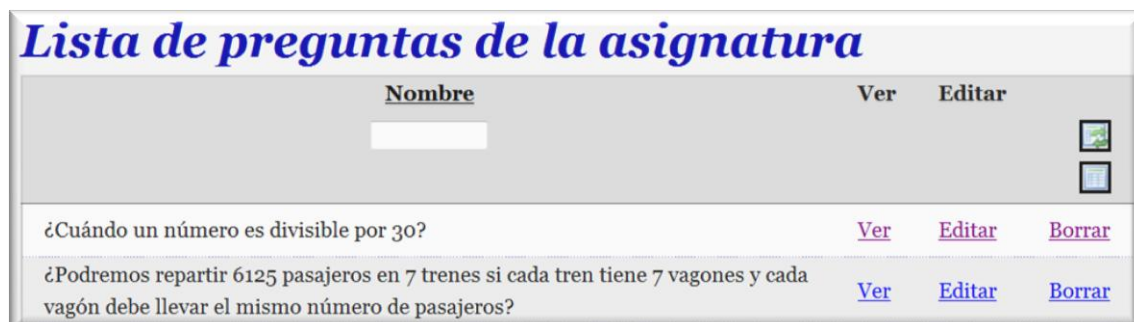 Lista de preguntas de la asignatura
Nombre Ver Editar
¿Cuándo un número es divisible por 30? Ver Editar Borrar
¿Podremos repartir 6125 pasajeros en 7 trenes si cada tren tiene 7 vagones y cada
vagón debe llevar el mismo número de pasajeros? Ver Editar Borrar